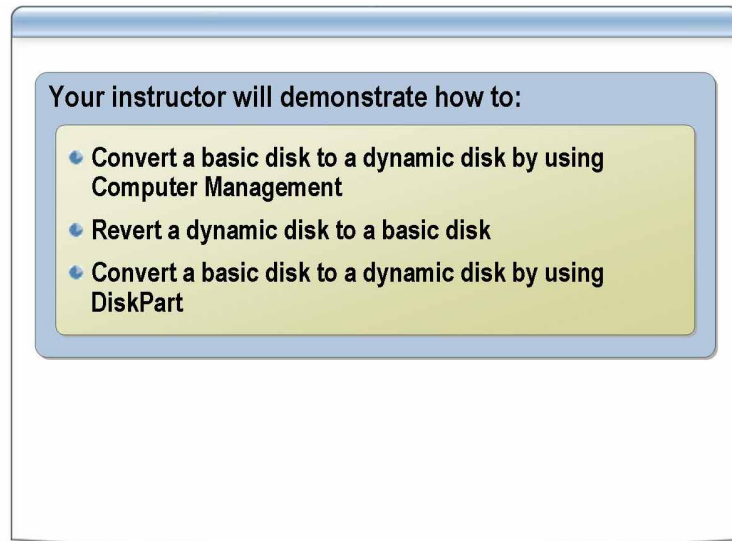 Your instructor will demonstrate how to:
Convert a basic disk to a dynamic disk by using
Computer Management
Revert a dynamic disk to a basic disk
Convert a basic disk to a dynamic disk by using
DiskPart